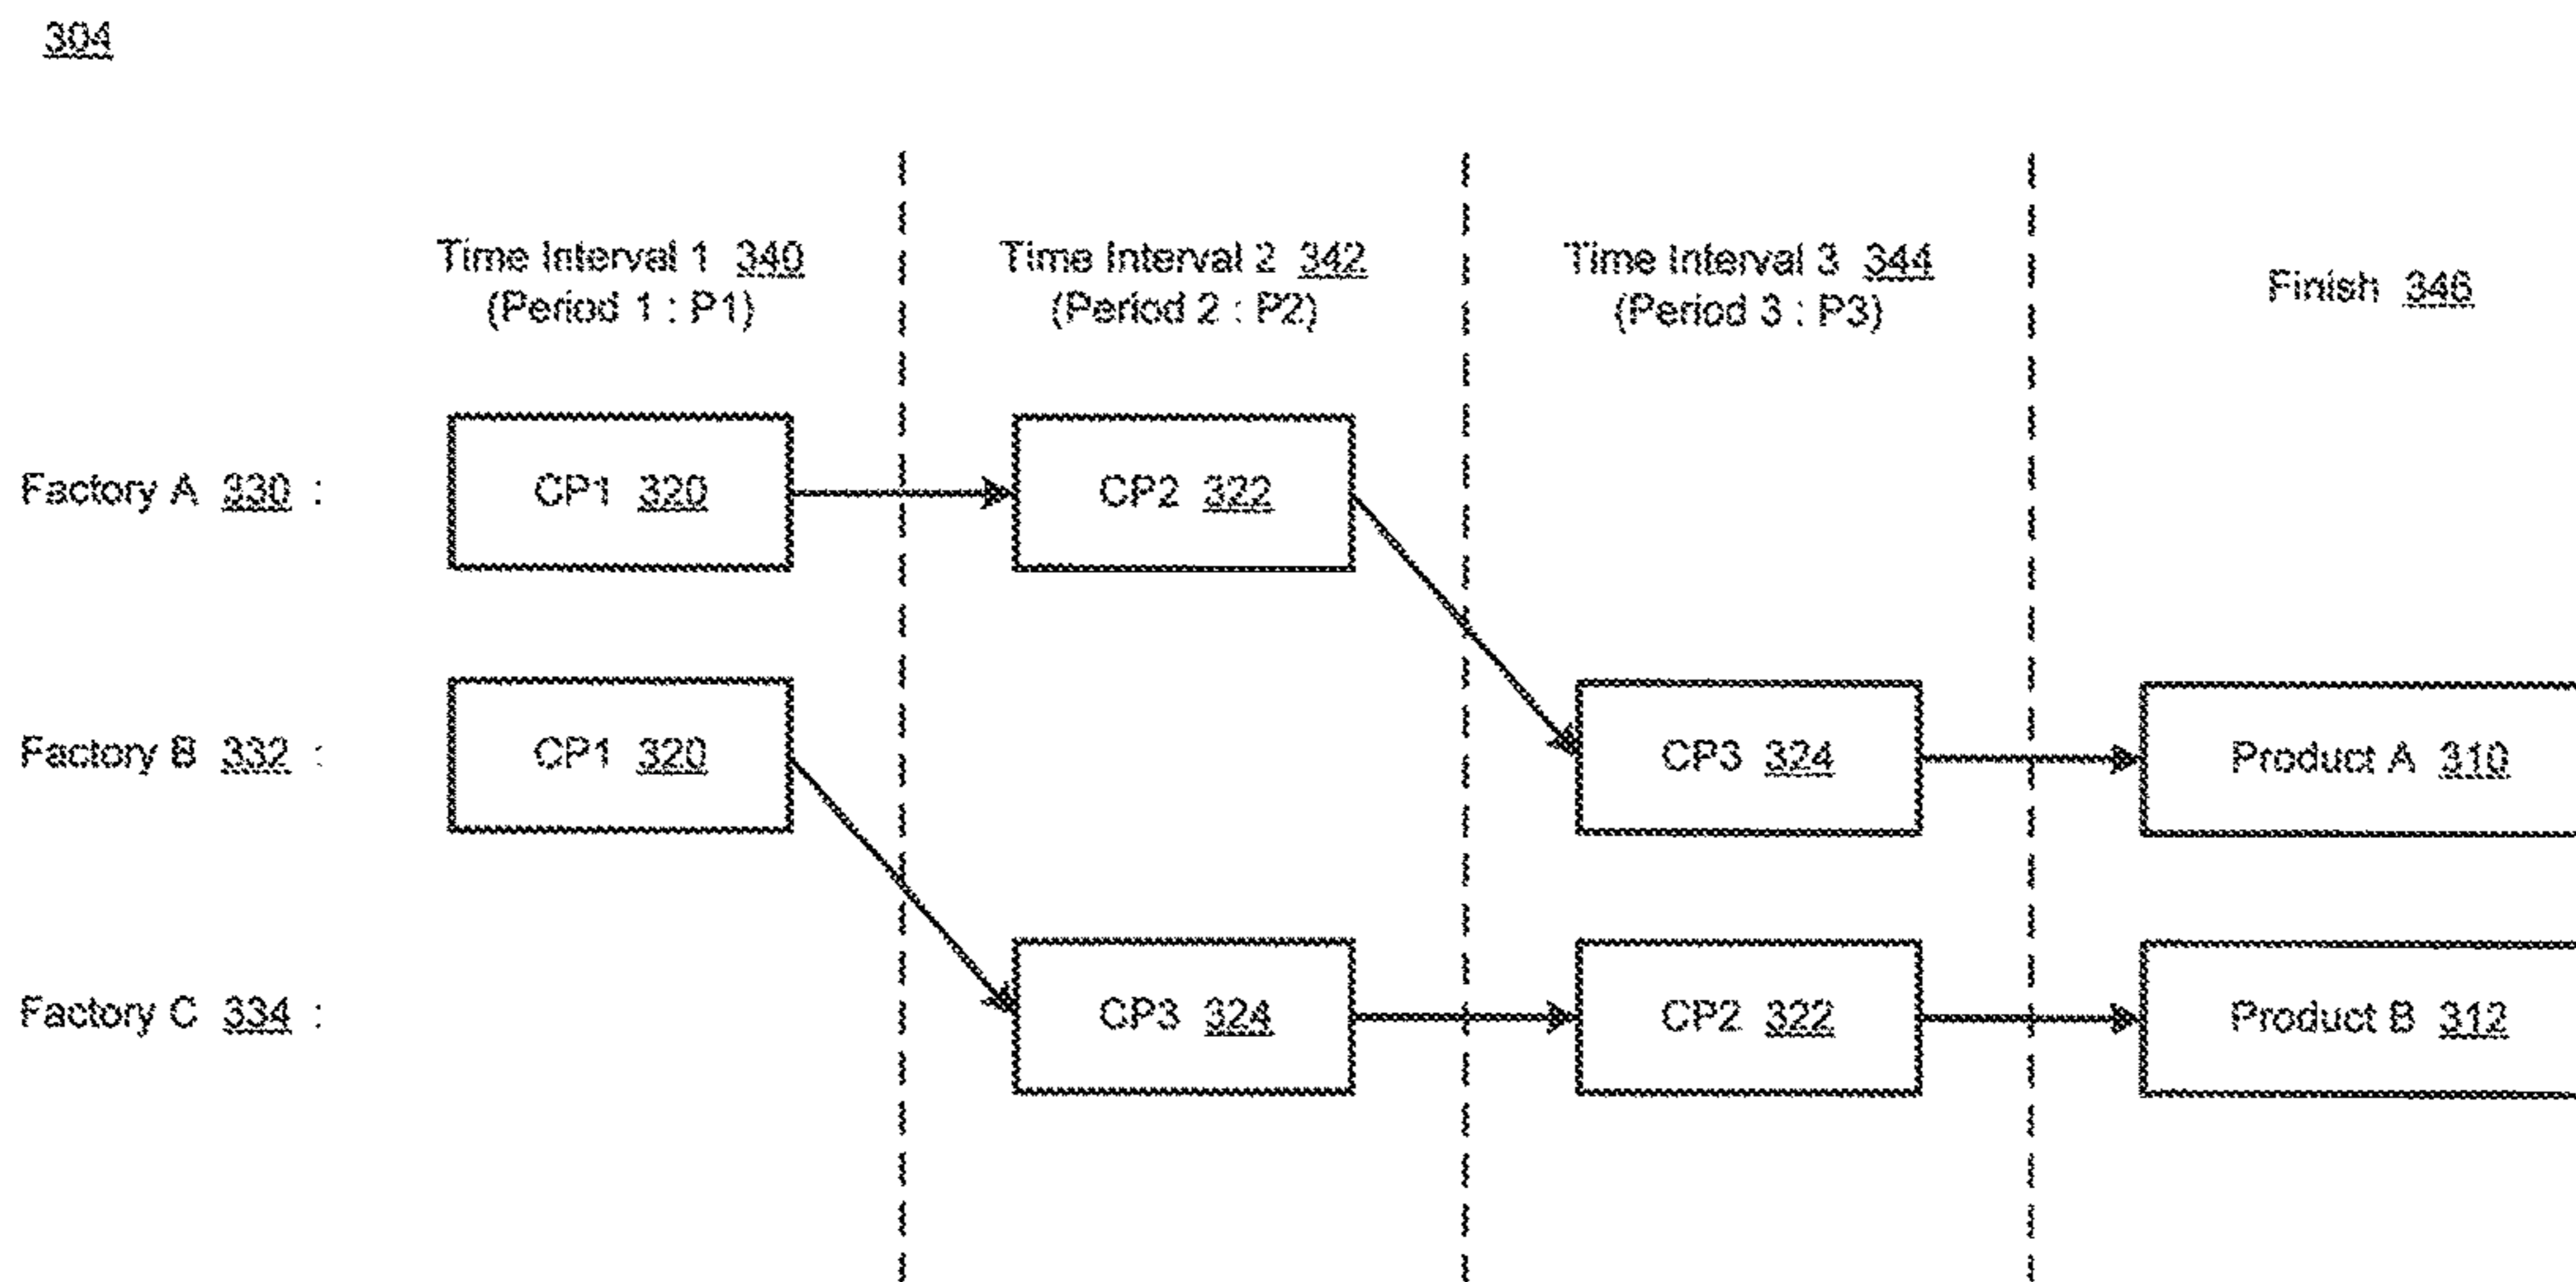 304
Time Interval 1 340
(Period 1 : P1)
Time Interval 2 342
(Period 2 : P2)
Time Interval 3 344
(Period 3 : P3)
Finish 346
Factory A 330 :
CP1 320
CP2 322
Factory B 332 :
CP1 320
CP3 324
Product A 310
Factory C 334 :
CP3 324
CP2 322
Product B 312